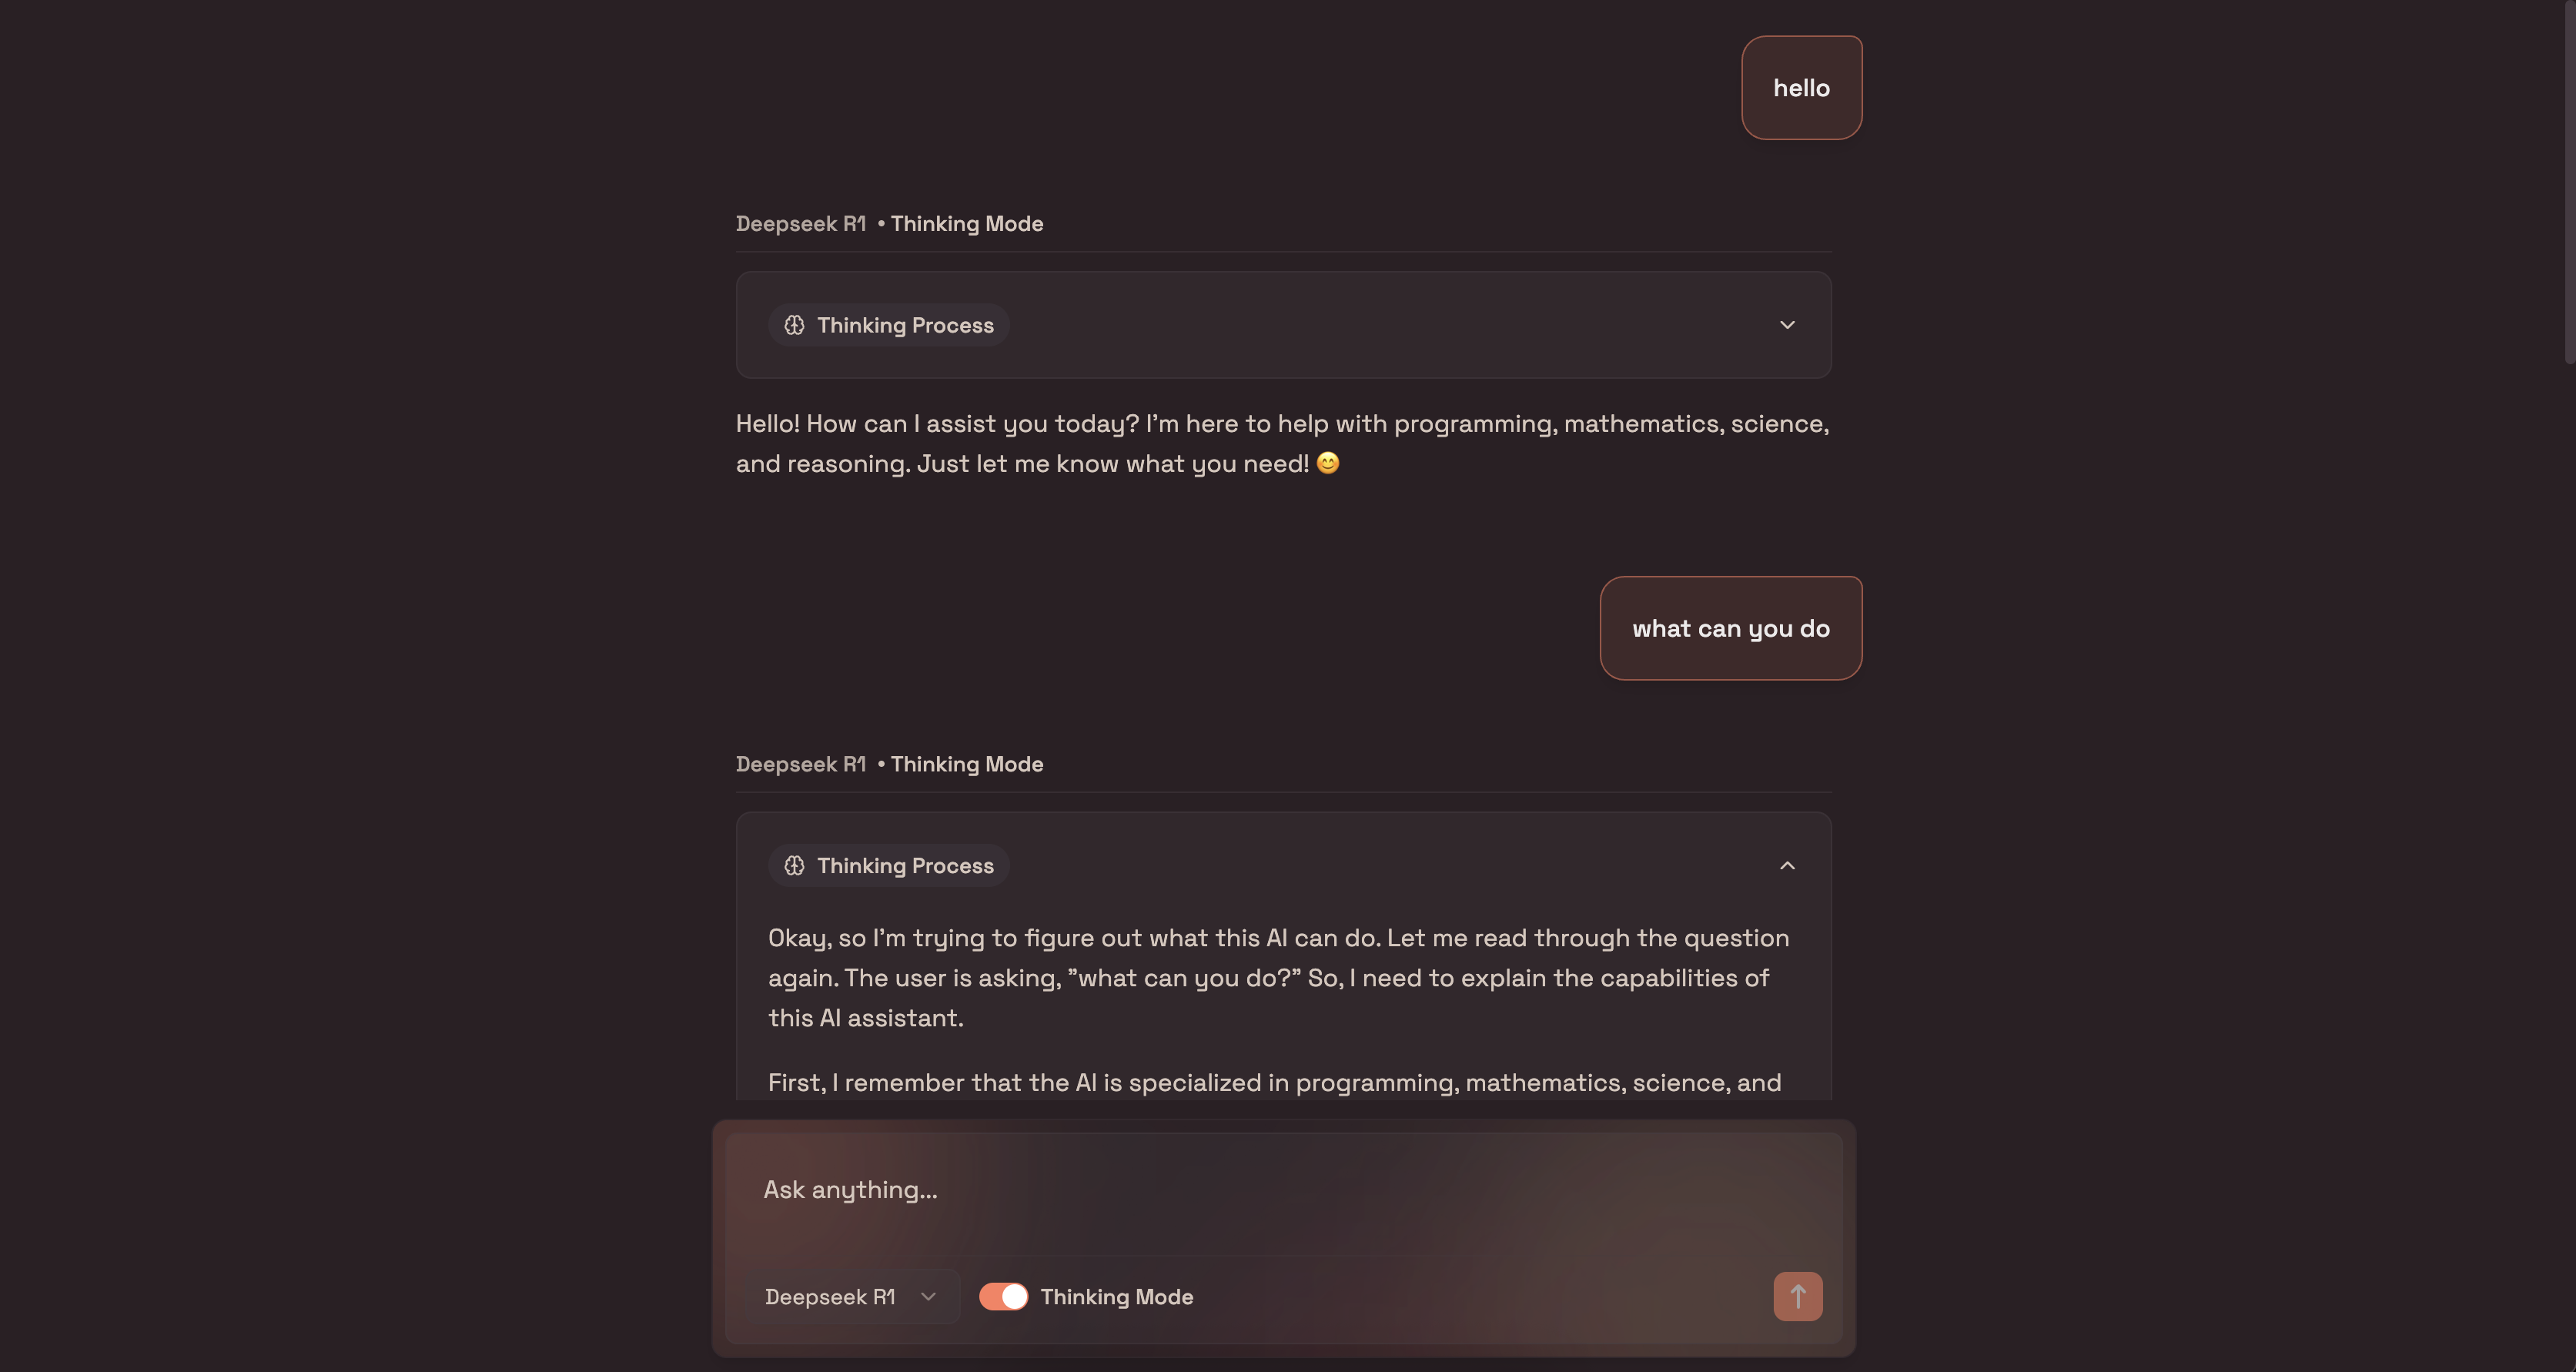 hello
Deepseek R1 • Thinking Mode
Thinking Process
Hello! How can I assist you today? I'm here to help with programming, mathematics, science,
and reasoning. Just let me know what you need! 😊
what can you do
Deepseek R1 • Thinking Mode
Thinking Process
Okay, so I'm trying to figure out what this AI can do. Let me read through the question
again. The user is asking, ”what can you do?” So, I need to explain the capabilities of
this AI assistant.
First, I remember that the AI is specialized in programming, mathematics, science, and
Ask anything...
Deepseek R1
Thinking Mode